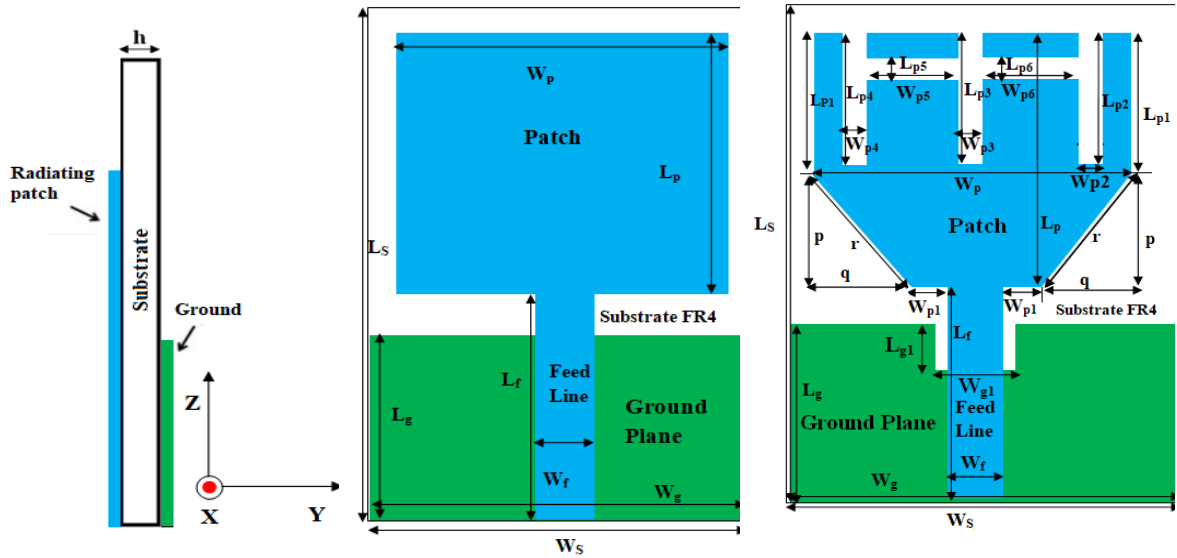 h
Radiating
patch
Substrate
Ground
Z
X
Y
Wp
Patch
Lp
LS
Substrate FR4
Lf
Feed
Line
Lg
Ground
Plane
Wf
Wg
WS
Lp5
Lp6
LP1
Lp4
Wp5
Lp3
Wp6
Lp2
Lp1
Wp4
Wp3
Wp
Wp2
LS
p
r
Patch
Lp
r
p
q
q
Wp1
Wp1
Substrate FR4
Lf
Lg1
Wg1
Lg
Ground Plane
Feed
Line
Wf
Wg
WS